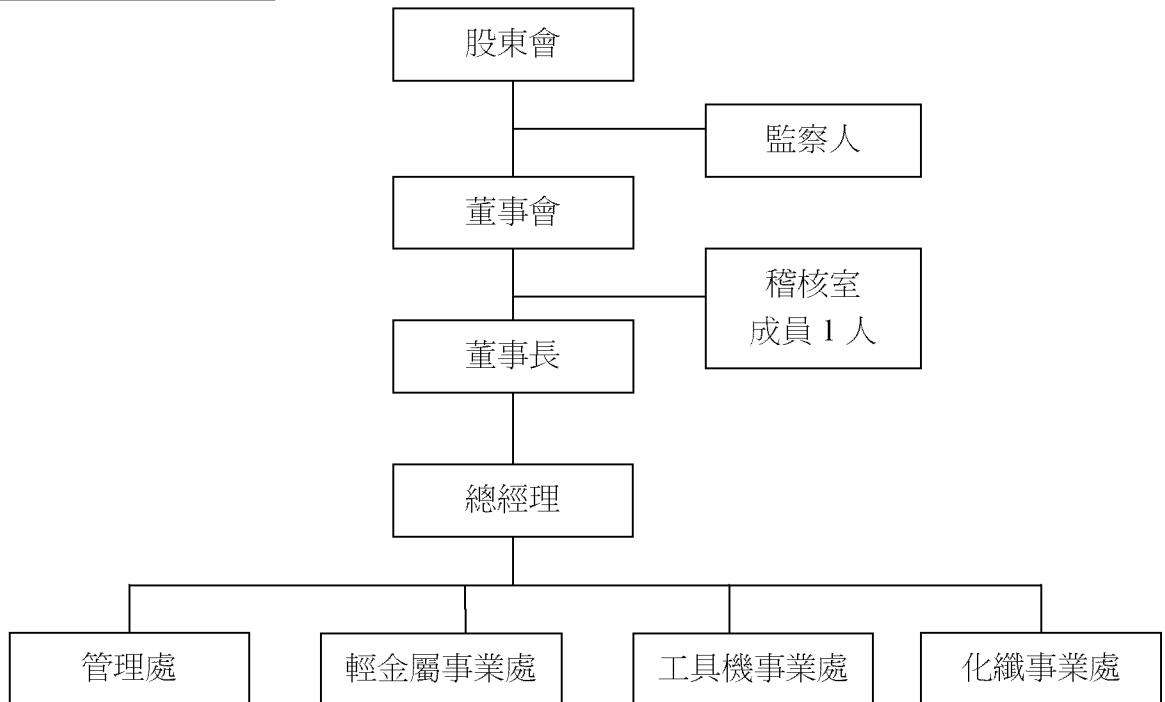 股東會
監察人
董事會
稽核室
成員 1 人
董事長
總經理
管理處
輕金屬事業處
工具機事業處
化纖事業處